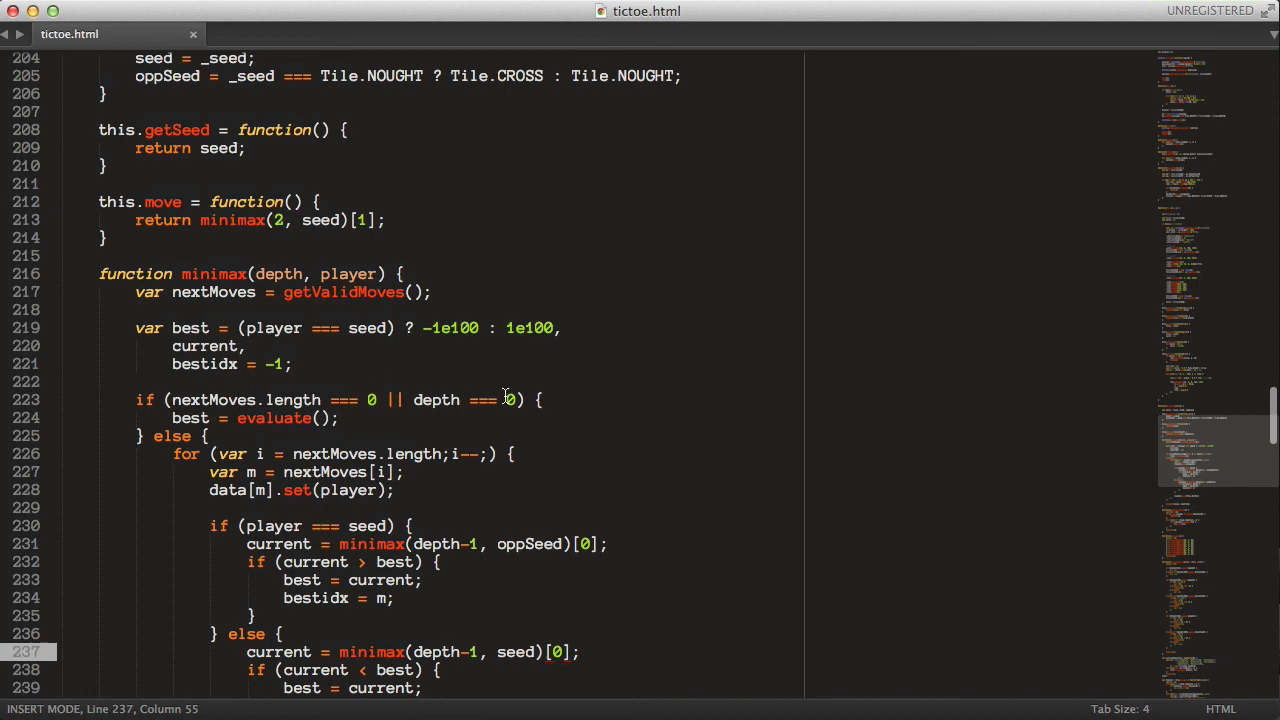 tictoe.html
UNREGISTERED
tictoe.html ×
204 seed = _seed;
205 oppSeed = _seed === Tile.NOUGHT ? Tile.CROSS : Tile.NOUGHT;
206 }
207
208 this.getSeed = function() {
209 return seed;
210 }
211
212 this.move = function() {
213 return minimax(2, seed)[1];
214 }
215
216 function minimax(depth, player) {
217 var nextMoves = getValidMoves();
218
219 var best = (player === seed) ? -1e100 : 1e100,
220 current,
221 bestidx = -1;
222
223 if (nextMoves.length === 0 || depth === 0) {
224 best = evaluate();
225 } else {
226 for (var i = nextMoves.length;i--;) {
227 var m = nextMoves[i];
228 data[m].set(player);
229
230 if (player === seed) {
231 current = minimax(depth-1, oppSeed)[0];
232 if (current > best) {
233 best = current;
234 bestidx = m;
235 }
236 } else {
237 current = minimax(depth-1, seed)[0];
238 if (current < best) {
239 best = current;
INSERT MODE, Line 237, Column 55
Tab Size: 4
HTML